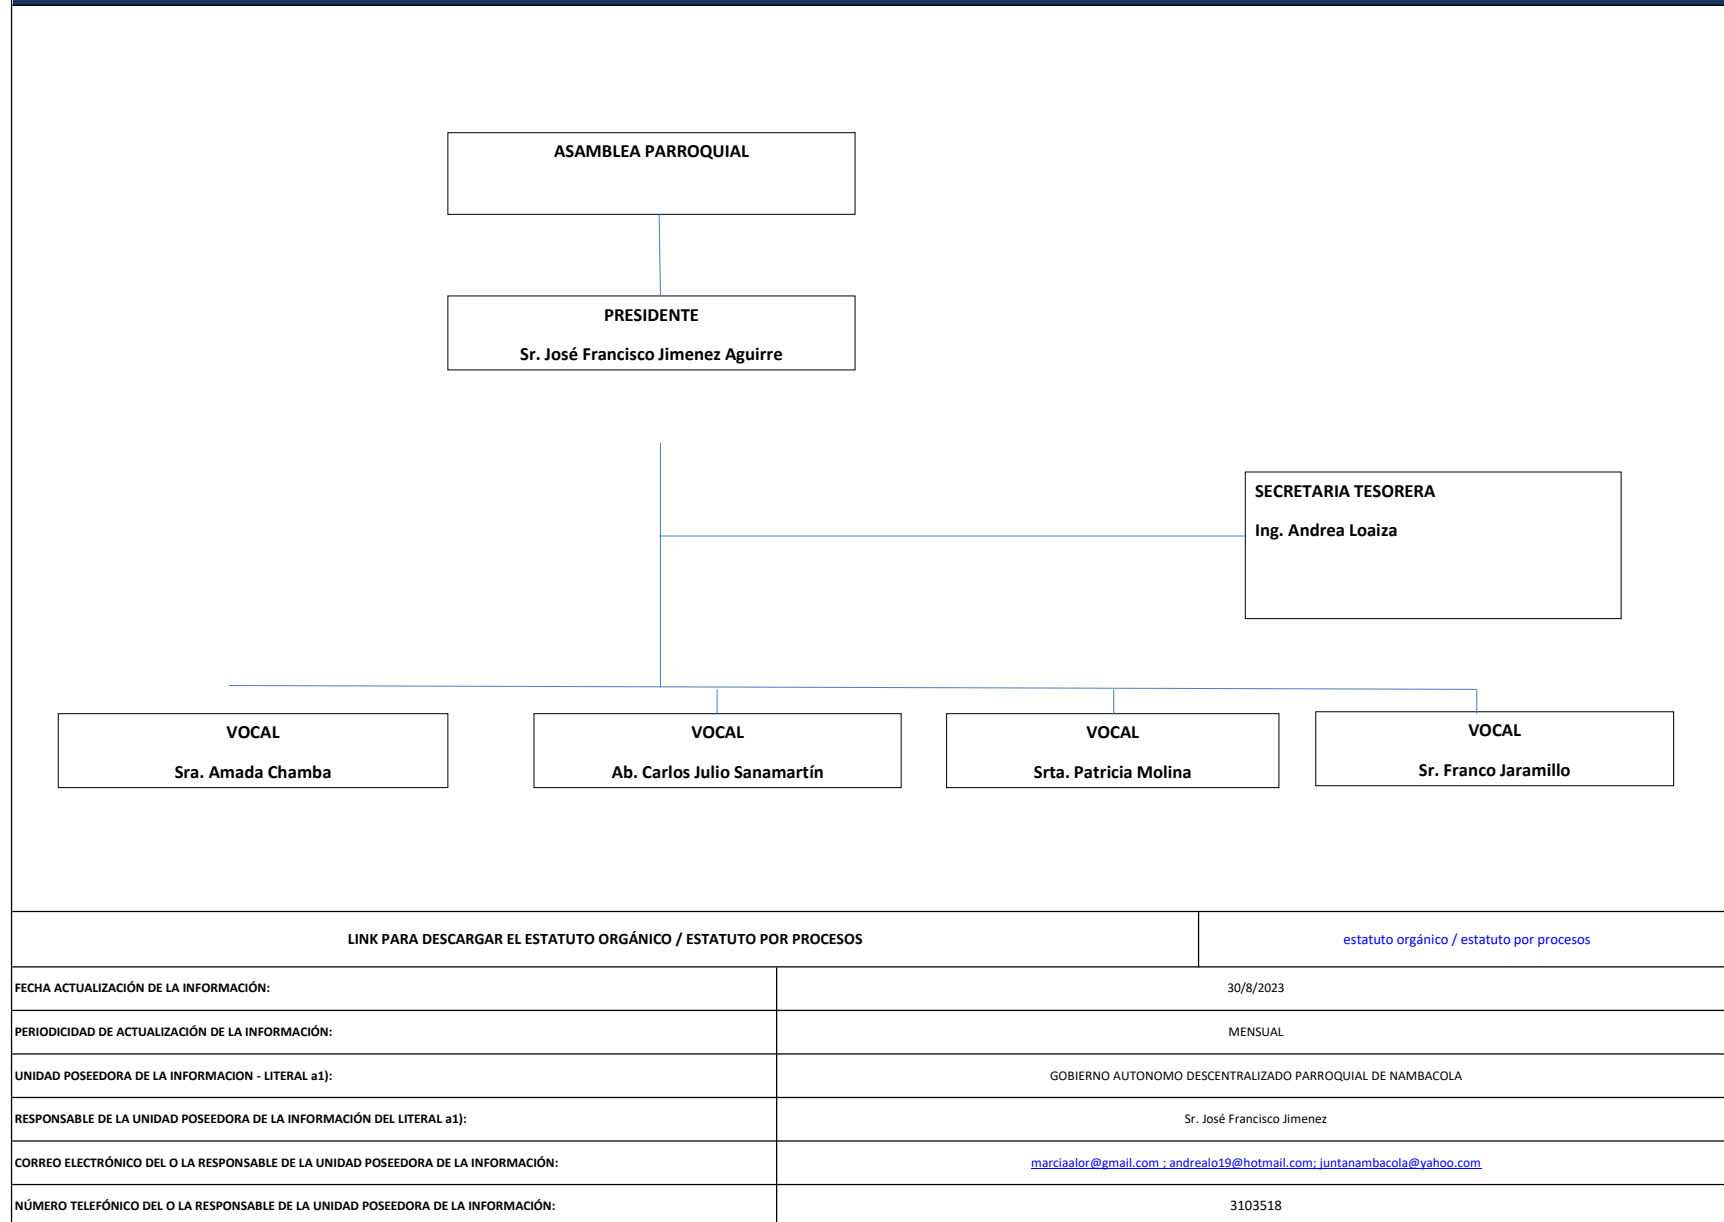 ASAMBLEA PARROQUIAL
PRESIDENTE
Sr. José Francisco Jimenez Aguirre
SECRETARIA TESORERA
Ing. Andrea Loaiza
VOCAL
Sra. Amada Chamba
VOCAL
Ab. Carlos Julio Sanamartín
VOCAL
Srta. Patricia Molina
VOCAL
Sr. Franco Jaramillo
LINK PARA DESCARGAR EL ESTATUTO ORGÁNICO / ESTATUTO POR PROCESOS
estatuto orgánico / estatuto por procesos
FECHA ACTUALIZACIÓN DE LA INFORMACIÓN:
30/8/2023
PERIODICIDAD DE ACTUALIZACIÓN DE LA INFORMACIÓN:
MENSUAL
UNIDAD POSEEDORA DE LA INFORMACION - LITERAL a1):
GOBIERNO AUTONOMO DESCENTRALIZADO PARROQUIAL DE NAMBACOLA
RESPONSABLE DE LA UNIDAD POSEEDORA DE LA INFORMACIÓN DEL LITERAL a1):
Sr. José Francisco Jimenez
CORREO ELECTRÓNICO DEL O LA RESPONSABLE DE LA UNIDAD POSEEDORA DE LA INFORMACIÓN:
marciaalor@gmail.com ; andrealo19@hotmail.com; juntanambacola@yahoo.com
NÚMERO TELEFÓNICO DEL O LA RESPONSABLE DE LA UNIDAD POSEEDORA DE LA INFORMACIÓN:
3103518